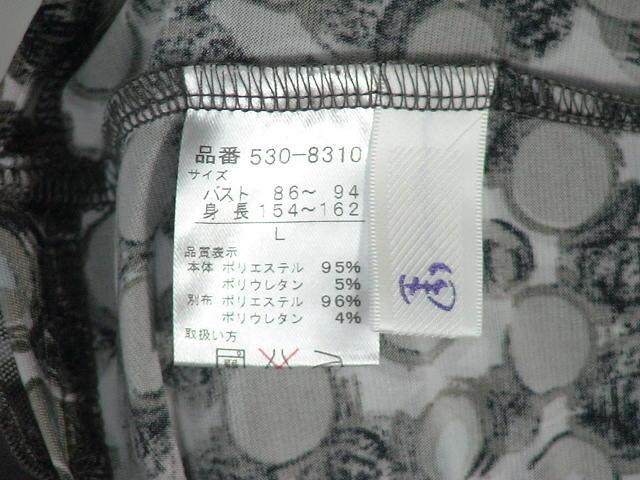 品番 530-8310
サイズ
バスト 86~ 94
身長 154~162
L
品質表示
本体 ポリエステル 95%
ポリウレタン 5%
別布 ポリエステル 96%
ポリウレタン 4%
取扱い方